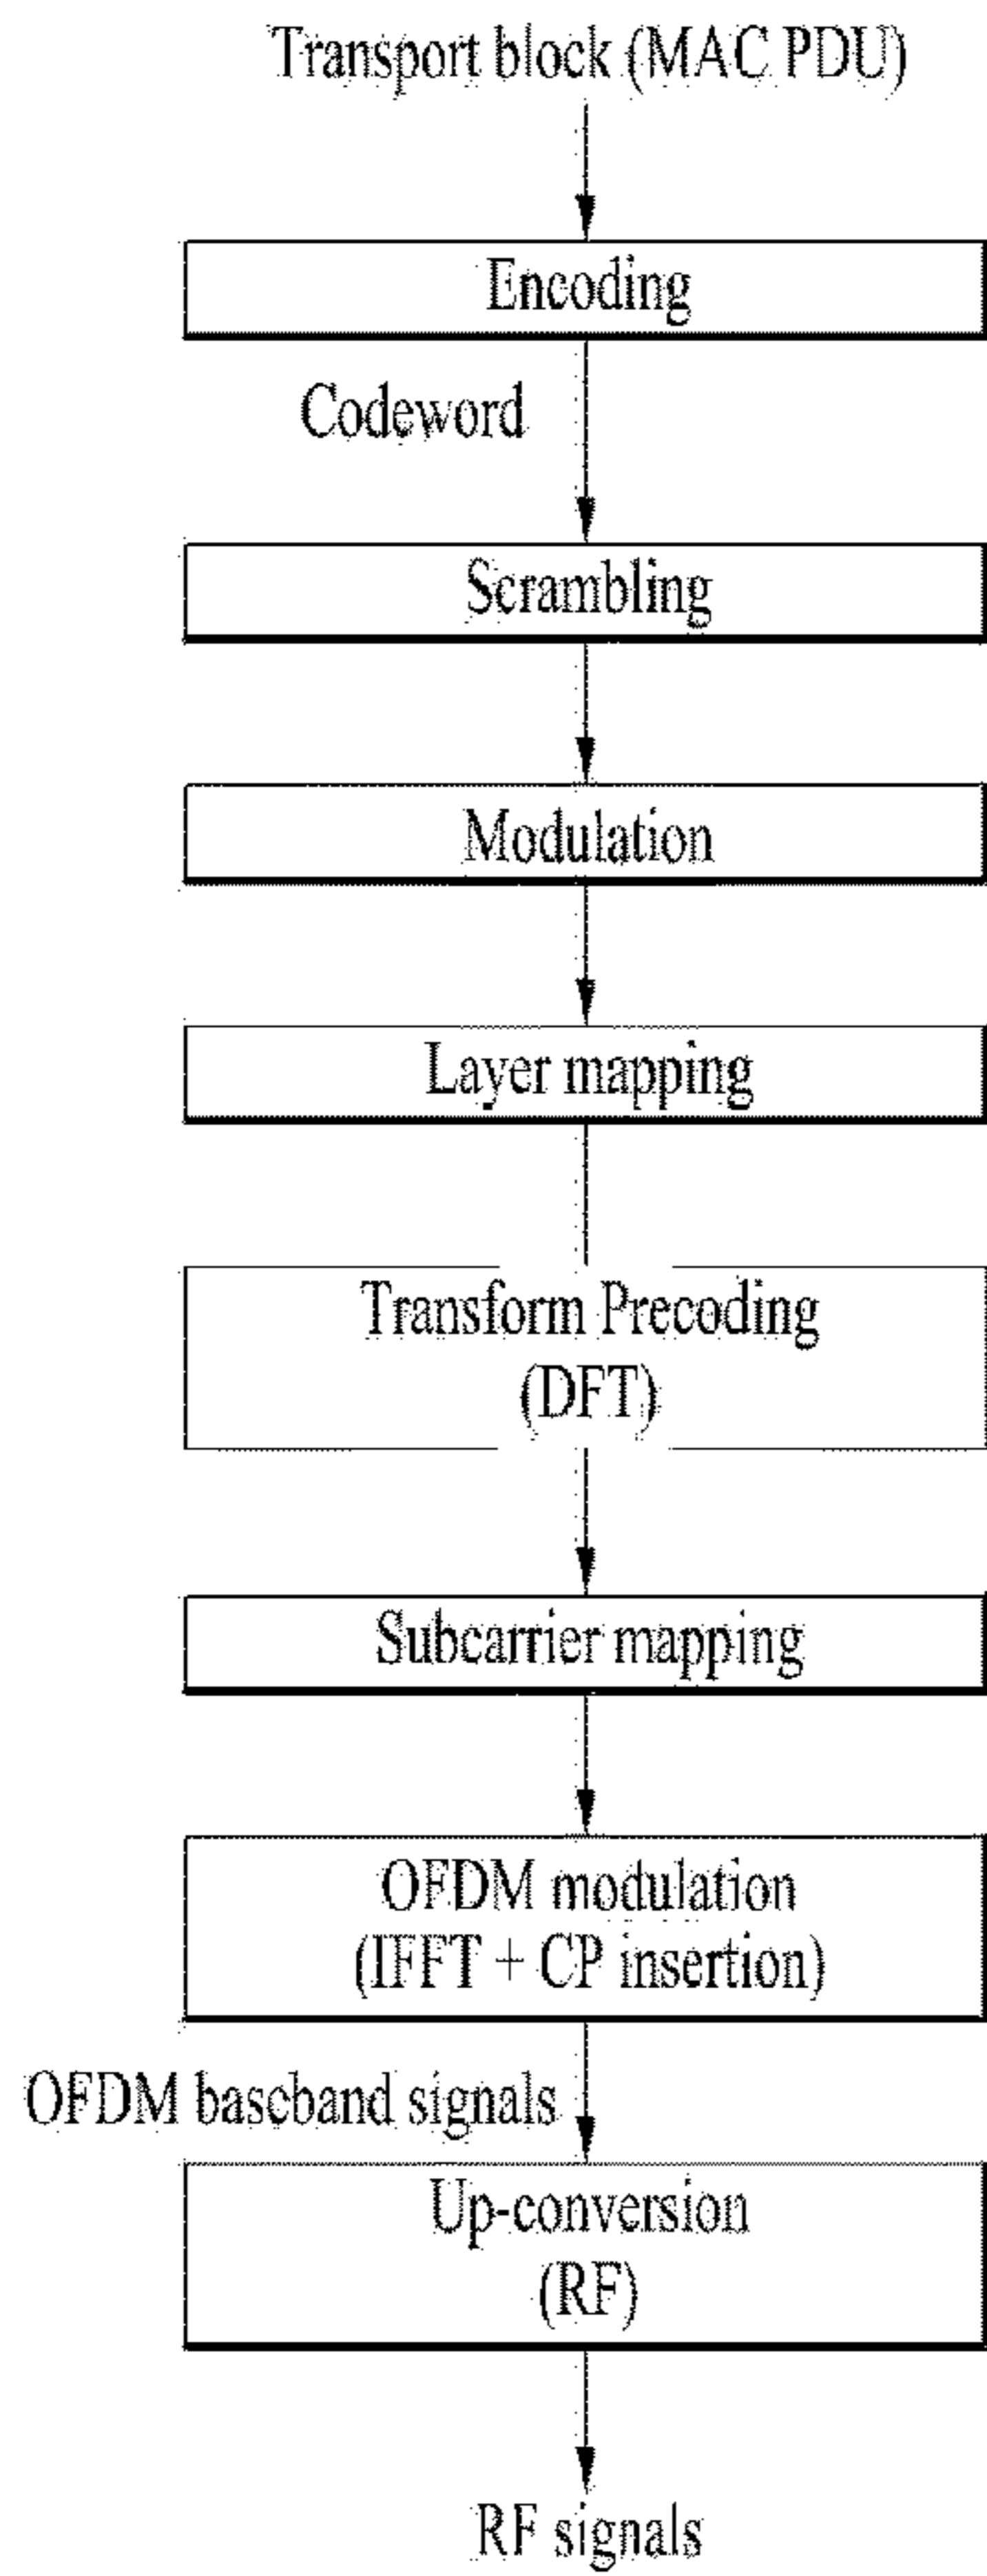 Transport block (MAC PDU)
Encoding
Codeword
Scrambling
Modulation
Layer mapping
Transform Precoding
(DFT)
Subcarrier mapping
OFDM modulation
(IFFT + CP insertion)
OFDM baseband signals
Up-conversion
(RF)
RF signals